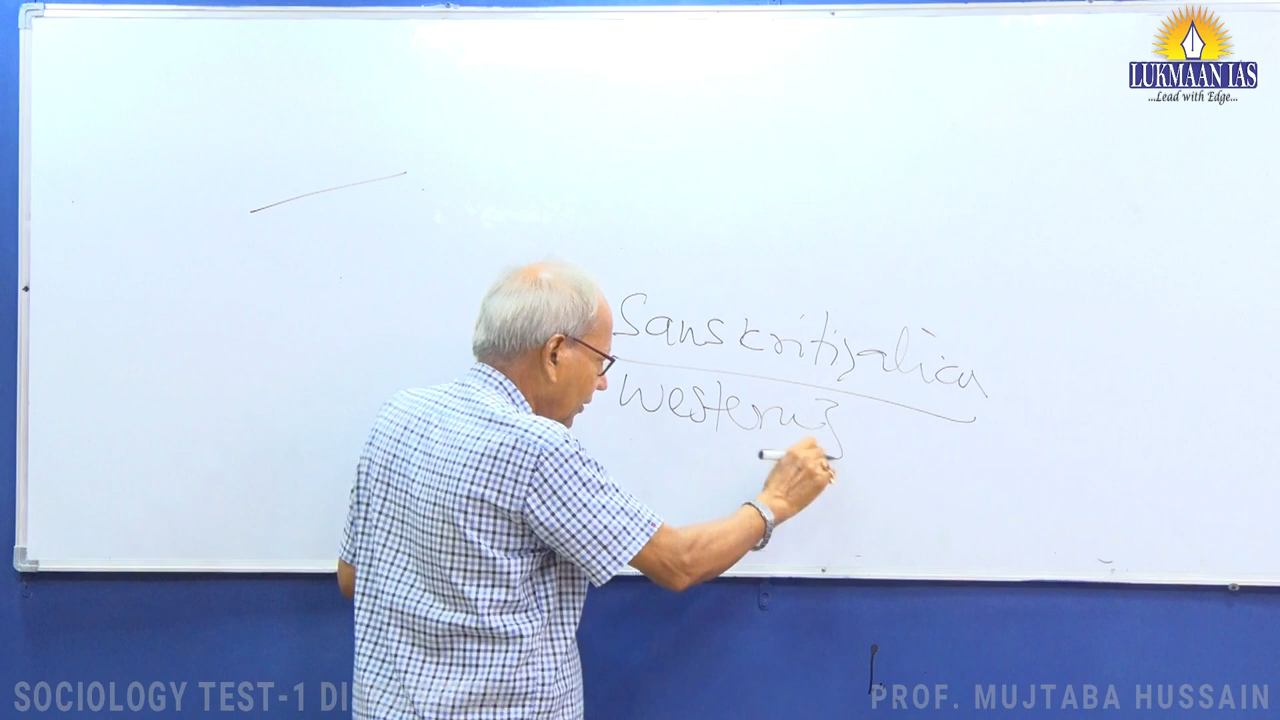 LUKMAAN IAS
...Lead with Edge...
Sanskritization
Westerniz
SOCIOLOGY TEST-1 DI
PROF. MUJTABA HUSSAIN